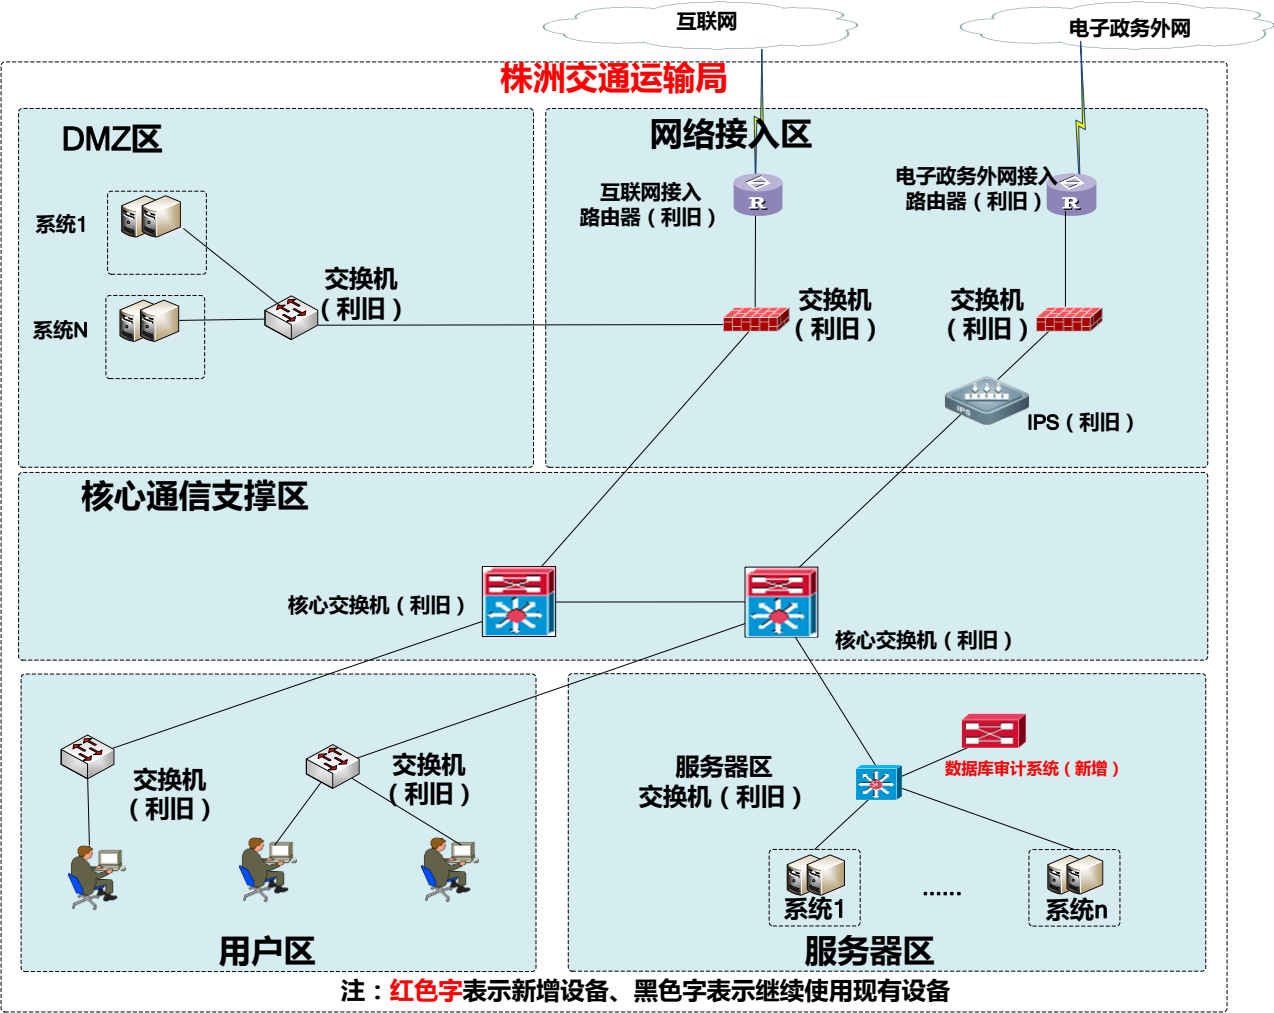 互联网
电子政务外网
株洲交通运输局
DMZ区
网络接入区
系统1
系统N
交换机
（利旧）
互联网接入
路由器（利旧）
R
电子政务外网接入
路由器（利旧）
R
交换机
（利旧）
交换机
（利旧）
IPS
IPS（利旧）
核心通信支撑区
核心交换机（利旧）
核心交换机（利旧）
交换机
（利旧）
交换机
（利旧）
用户区
服务器区
交换机（利旧）
数据库审计系统（新增）
系统1
......
系统n
服务器区
注：红色字表示新增设备、黑色字表示继续使用现有设备